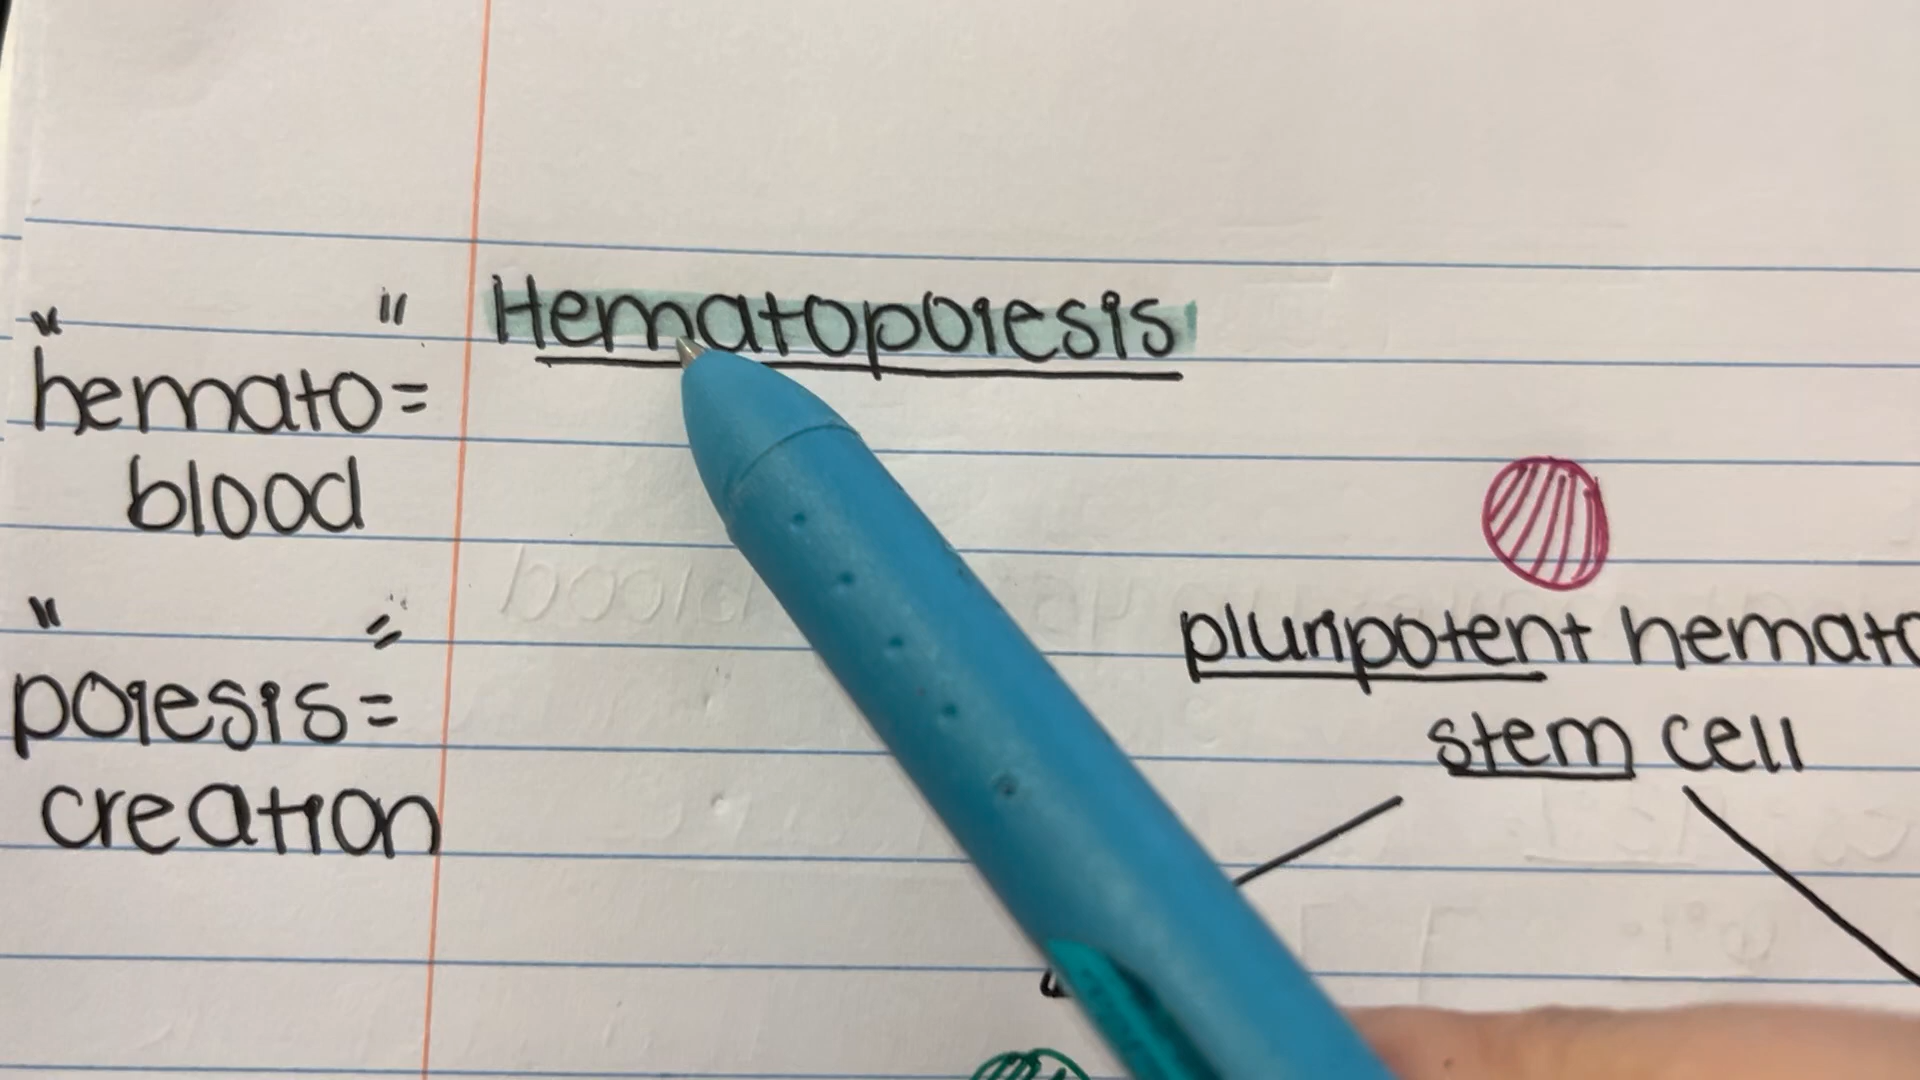 Hematopoiesis
"hemato" =
blood
"poiesis" =
creation
pluripotent hemato
stem cell